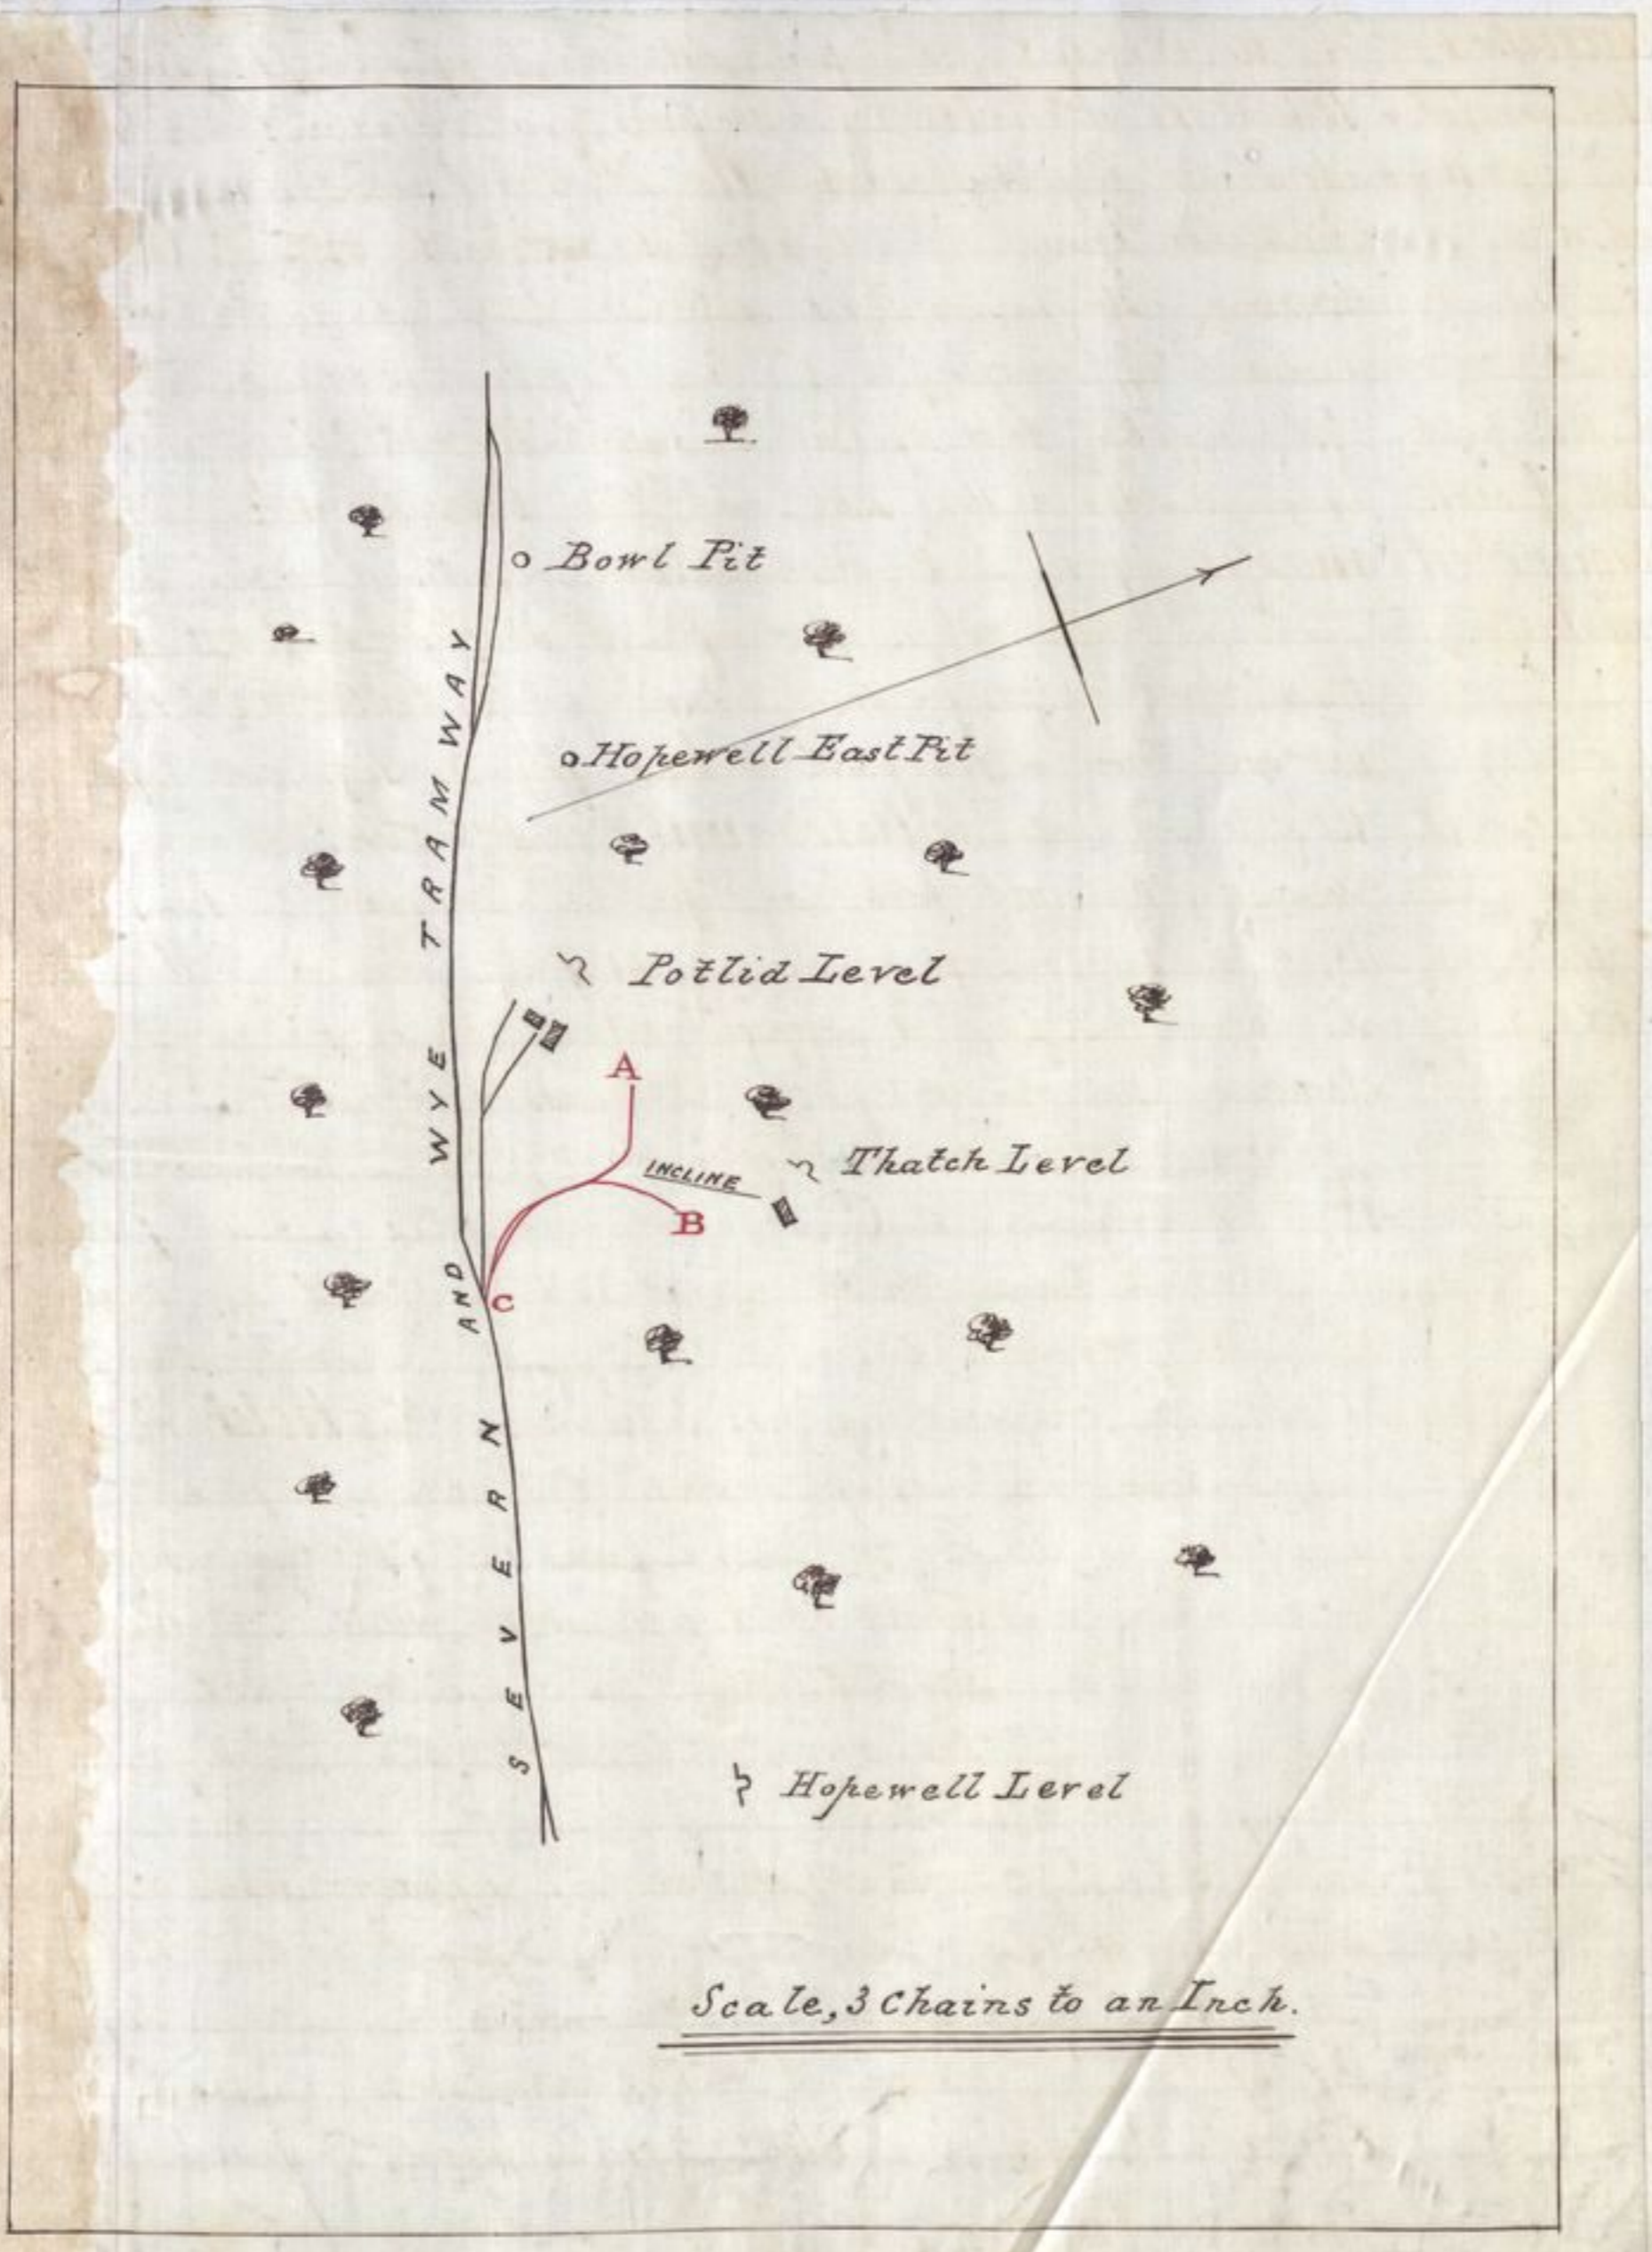 Bowl Pit
Hopewell East Pit
Potlid Level
A
INCLINE
Thatch Level
B
C
SEVERN AND WYE TRAMWAY
Hopewell Level
Scale, 3 Chains to an Inch.